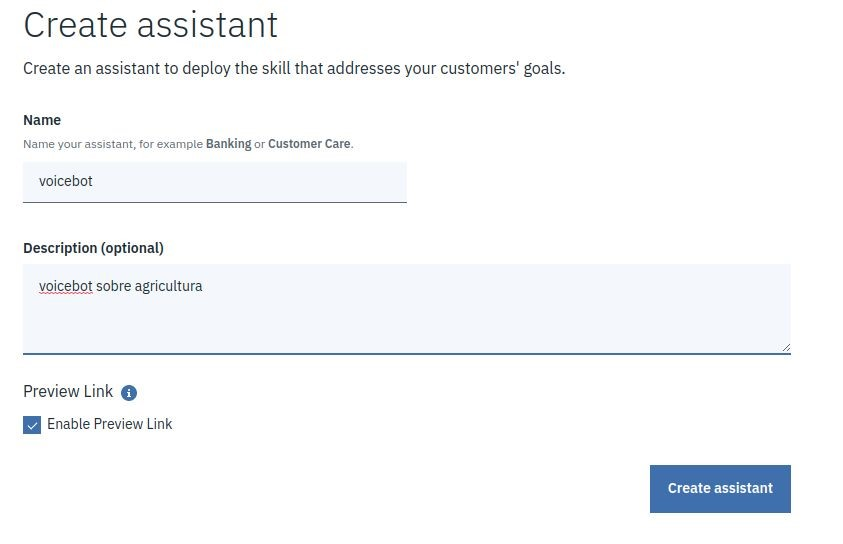 Create assistant
Create an assistant to deploy the skill that addresses your customers' goals.
Name
Name your assistant, for example Banking or Customer Care.
voicebot
Description (optional)
voicebot sobre agricultura
Preview Link
Enable Preview Link
Create assistant